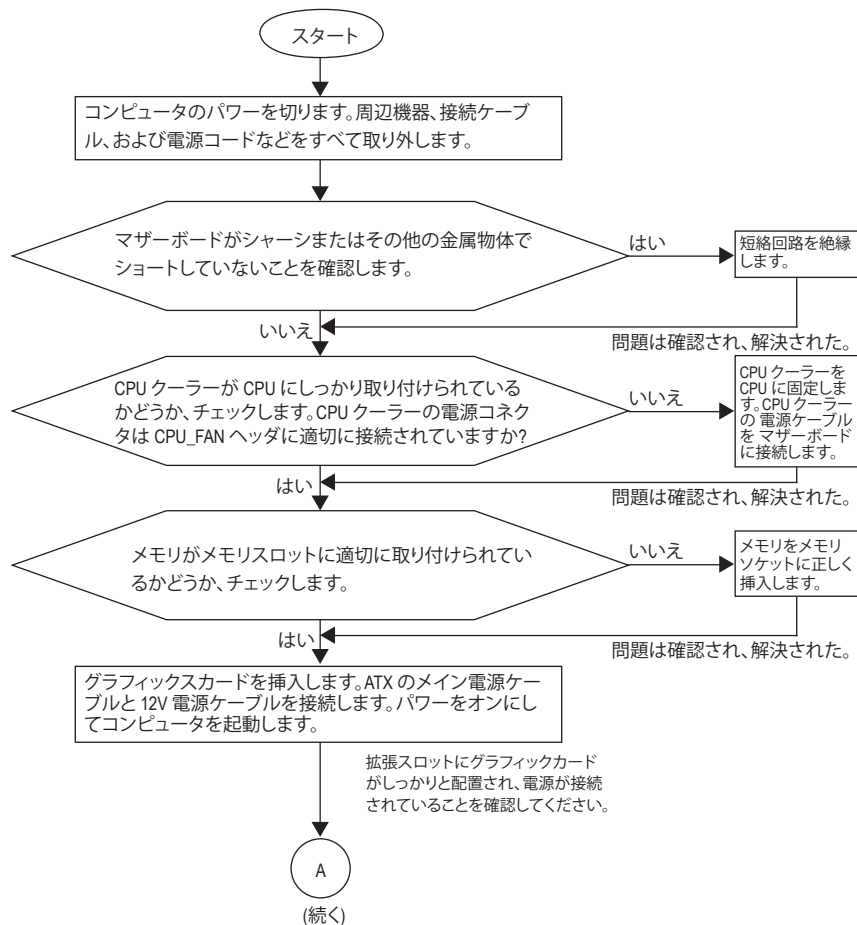 スタート
コンピュータのパワーを切ります。周辺機器、接続ケーブ
ル、および電源コードなどをすべて取り外します。
マザーボードがシャーシまたはその他の金属物体で
ショートしていないことを確認します。
はい
短絡回路を絶縁
します。
いいえ
問題は確認され、解決された。
CPU クーラーが CPU にしっかり取り付けられている
かどうか、チェックします。CPU クーラーの電源コネク
タは CPU_FAN ヘッダに適切に接続されていますか?
いいえ
CPU クーラーを
CPU に固定しま
す。CPU クーラー
の 電源ケーブル
を マザーボード
に接続します。
はい
問題は確認され、解決された。
メモリがメモリスロットに適切に取り付けられてい
るかどうか、チェックします。
いいえ
メモリをメモリ
ソケットに正しく
挿入します。
はい
問題は確認され、解決された。
グラフィックスカードを挿入します。ATX のメイン電源ケー
ブルと 12V 電源ケーブルを接続します。パワーをオンにし
てコンピュータを起動します。
拡張スロットにグラフィックカード
がしっかりと配置され、電源が接続
されていることを確認してください。
A
(続く)